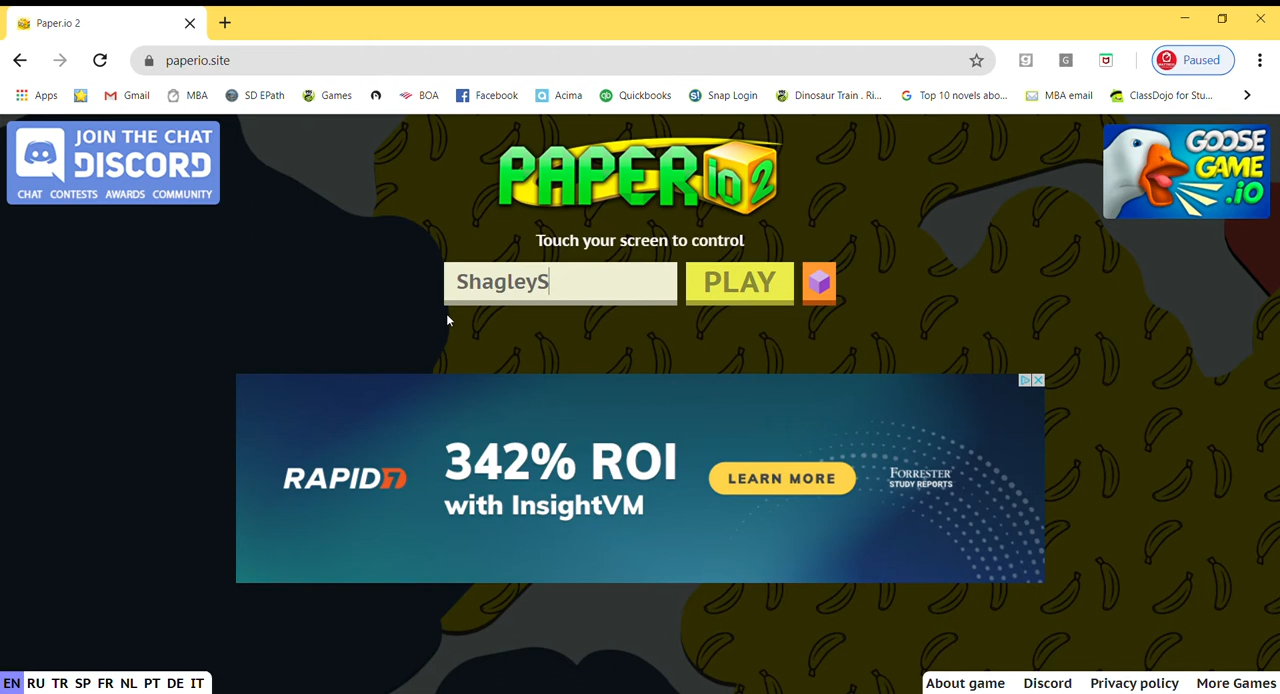 Paper.io 2
paperio.site
Paused
Apps
Gmail
MBA
SD EPath
Games
BOA
Facebook
Acima
Quickbooks
Snap Login
Dinosaur Train . Ri...
Top 10 novels abo...
MBA email
ClassDojo for Stu...
JOIN THE CHAT
DISCORD
CHAT CONTESTS AWARDS COMMUNITY
PAPER io 2
GOOSE
GAME
.io
Touch your screen to control
ShagleyS
PLAY
RAPID7
342% ROI
with InsightVM
LEARN MORE
FORRESTER
STUDY REPORTS
EN RU TR SP FR NL PT DE IT
About game
Discord
Privacy policy
More Games